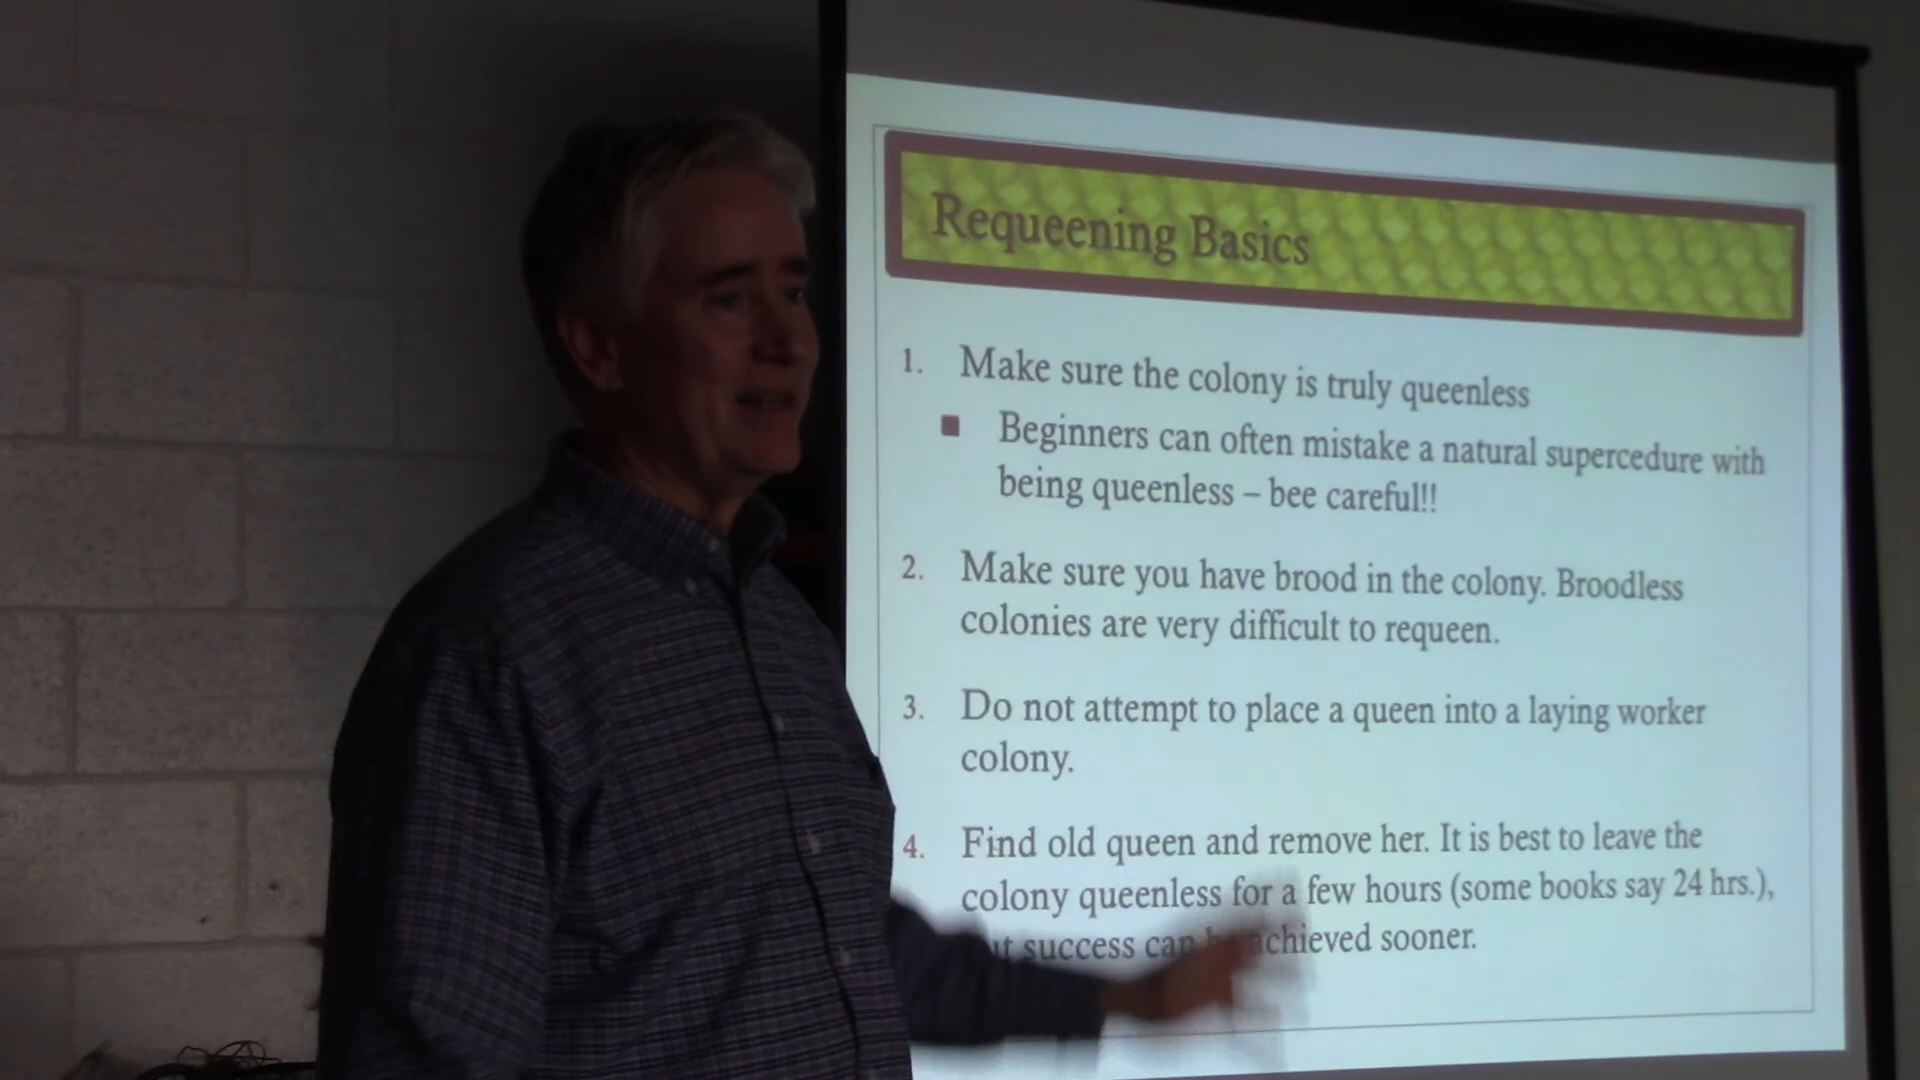 Requeening Basics
1. Make sure the colony is truly queenless
Beginners can often mistake a natural supercedure with
being queenless – bee careful!!
2. Make sure you have brood in the colony. Broodless
colonies are very difficult to requeen.
3. Do not attempt to place a queen into a laying worker
colony.
4. Find old queen and remove her. It is best to leave the
colony queenless for a few hours (some books say 24 hrs.),
success can achieved sooner.